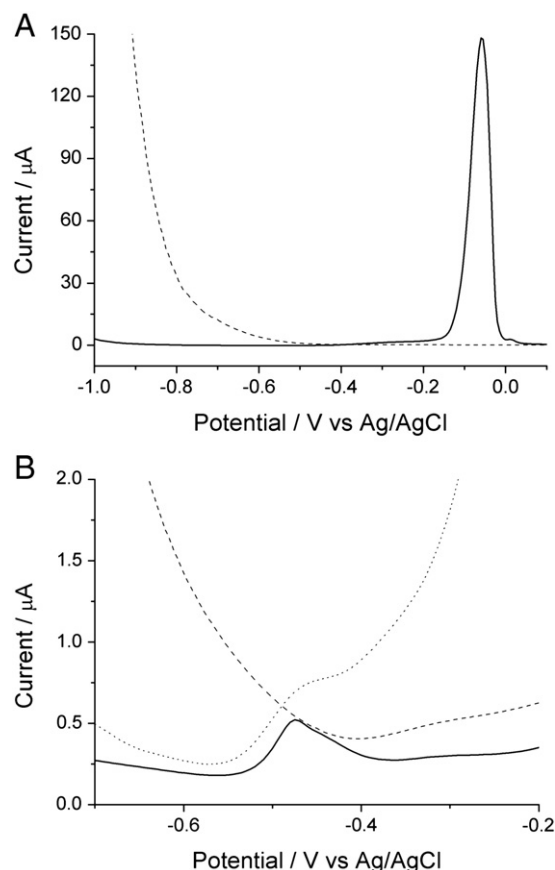 A
150
120
90
60
30
0
Current / μA
-1.0 -0.8 -0.6 -0.4 -0.2 0.0
Potential / V vs Ag/AgCl
B
2.0
1.5
1.0
0.5
0.0
Current / μA
-0.6 -0.4 -0.2
Potential / V vs Ag/AgCl